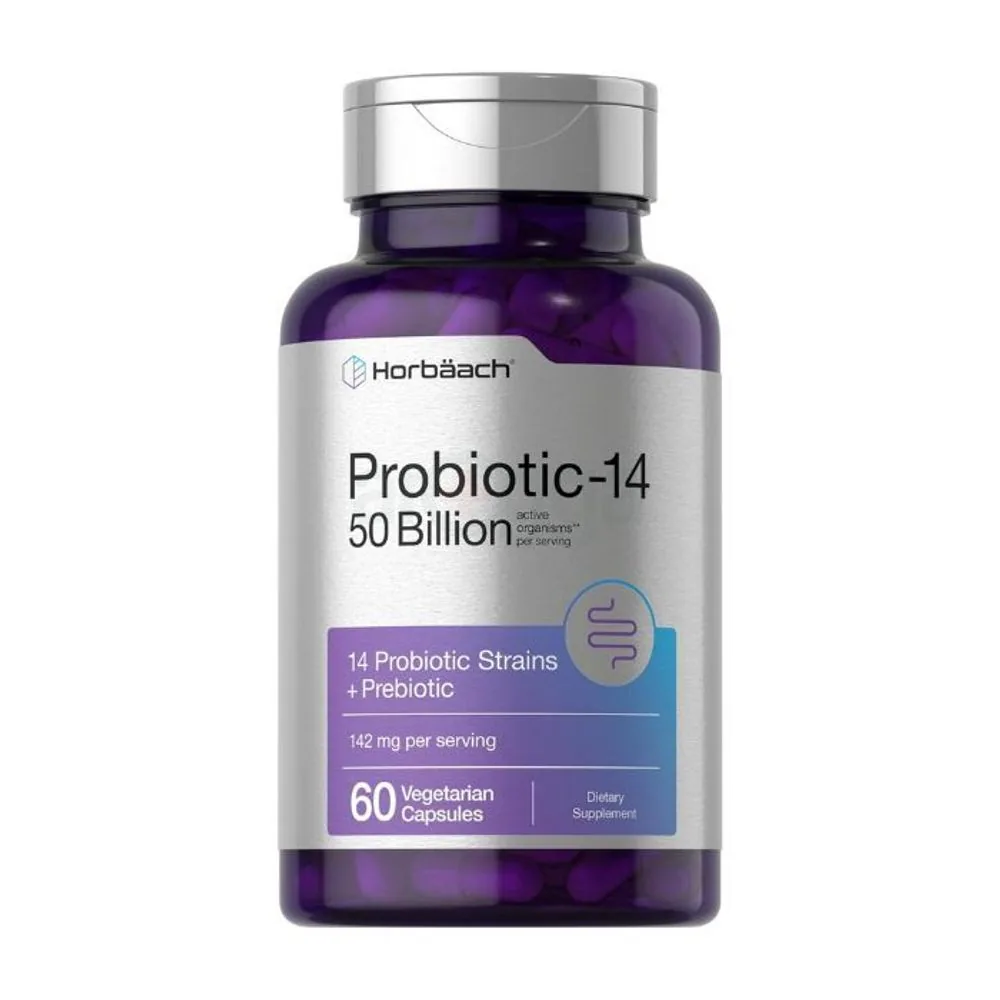 Horbäach®
Probiotic-14
50 Billion
active
organisms**
per serving
14 Probiotic Strains
+ Prebiotic
142 mg per serving
60 Vegetarian
Capsules
Dietary
Supplement